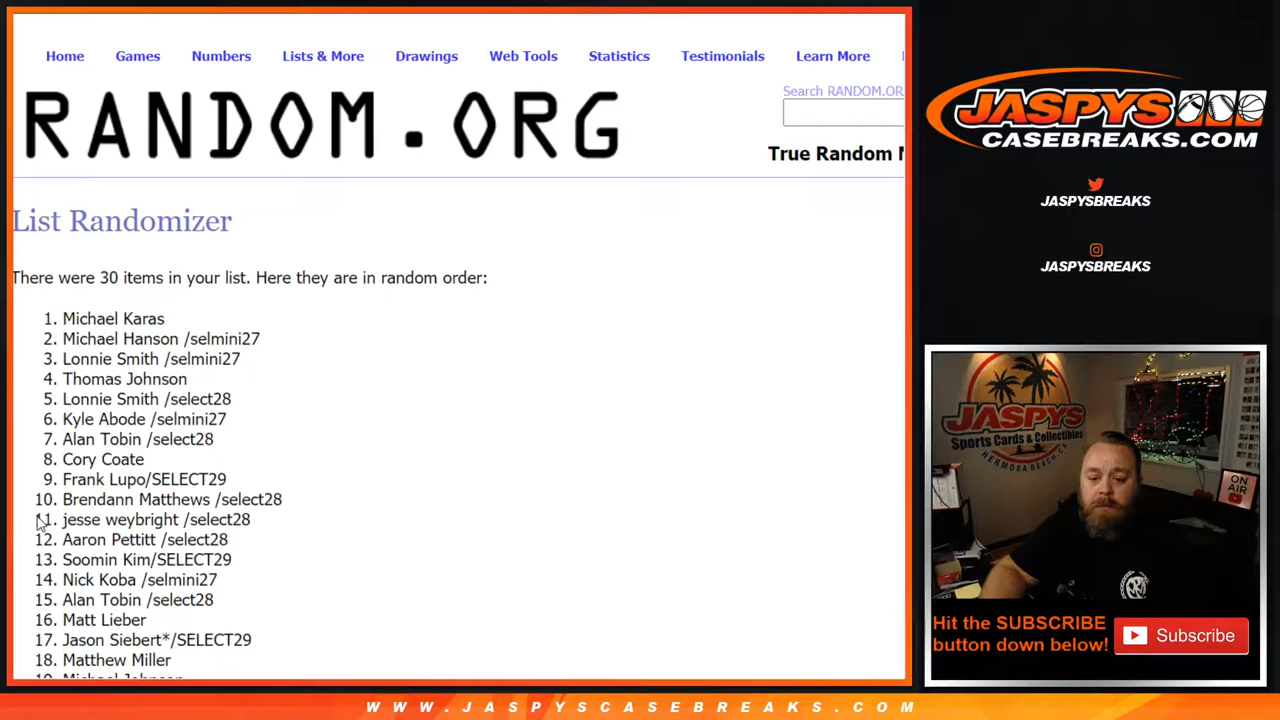 Home Games Numbers Lists & More Drawings Web Tools Statistics Testimonials Learn More
RANDOM.ORG
Search RANDOM.OR
True Random
List Randomizer
There were 30 items in your list. Here they are in random order:
1. Michael Karas
2. Michael Hanson /selmini27
3. Lonnie Smith /selmini27
4. Thomas Johnson
5. Lonnie Smith /select28
6. Kyle Abode /selmini27
7. Alan Tobin /select28
8. Cory Coate
9. Frank Lupo/SELECT29
10. Brendann Matthews /select28
11. jesse weybright /select28
12. Aaron Pettitt /select28
13. Soomin Kim/SELECT29
14. Nick Koba /selmini27
15. Alan Tobin /select28
16. Matt Lieber
17. Jason Siebert*/SELECT29
18. Matthew Miller
19. Michael Johnson
JASPYS
CASEBREAKS.COM
JASPYSBREAKS
JASPYSBREAKS
JASPYS
Sports Cards & Collectibles
HERMOSA BEACH, CA
ON AIR
Hit the SUBSCRIBE
button down below!
Subscribe
WWW.JASPYSCASEBREAKS.COM